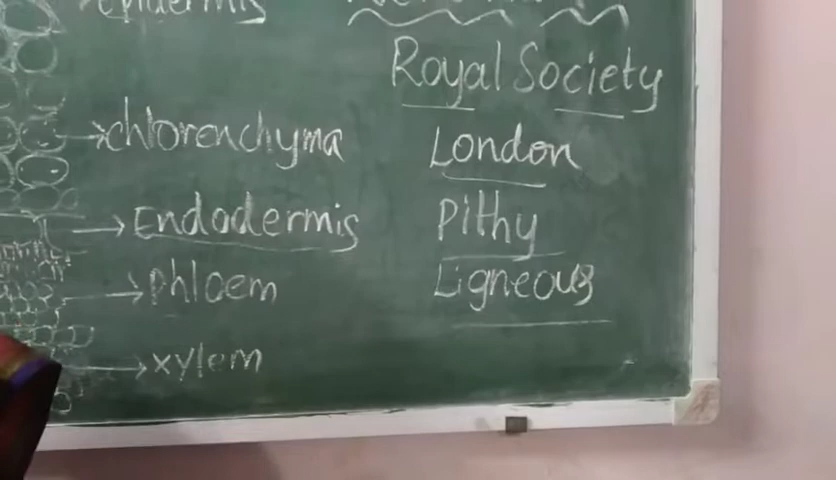 epidermis
Royal Society
chlorenchyma
London
Endodermis
Pithy
Phloem
Ligneous
xylem